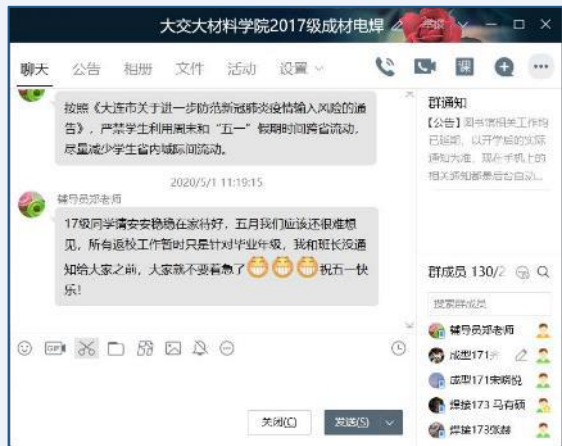 大交大材料学院2017级成材电焊
聊天 公告 相册 文件 活动 设置
课
按照《大连市关于进一步防范新冠肺炎疫情输入风险的通
告》，严禁学生利用周末和“五一”假期时间跨省流动，
尽量减少学生省内城际间流动。
2020/5/1 11:19:15
辅导员郑老师
17级同学请安安稳稳在家待好，五月我们应该还很难想
见，所有返校工作暂时只是针对毕业年级，我和班长没通
知给大家之前，大家就不要着急了祝五一快
乐！
GIF
关闭(C) 发送(S)
群通知
【公告】图书馆相关工作均
已延期，以开学后的实际
通知为准，现在手机上的
相关通知都是后台自动...
群成员 130/2
搜索群成员
辅导员郑老师
成型171
成型171宋晓悦
焊接173 马有硕
焊接173张赫